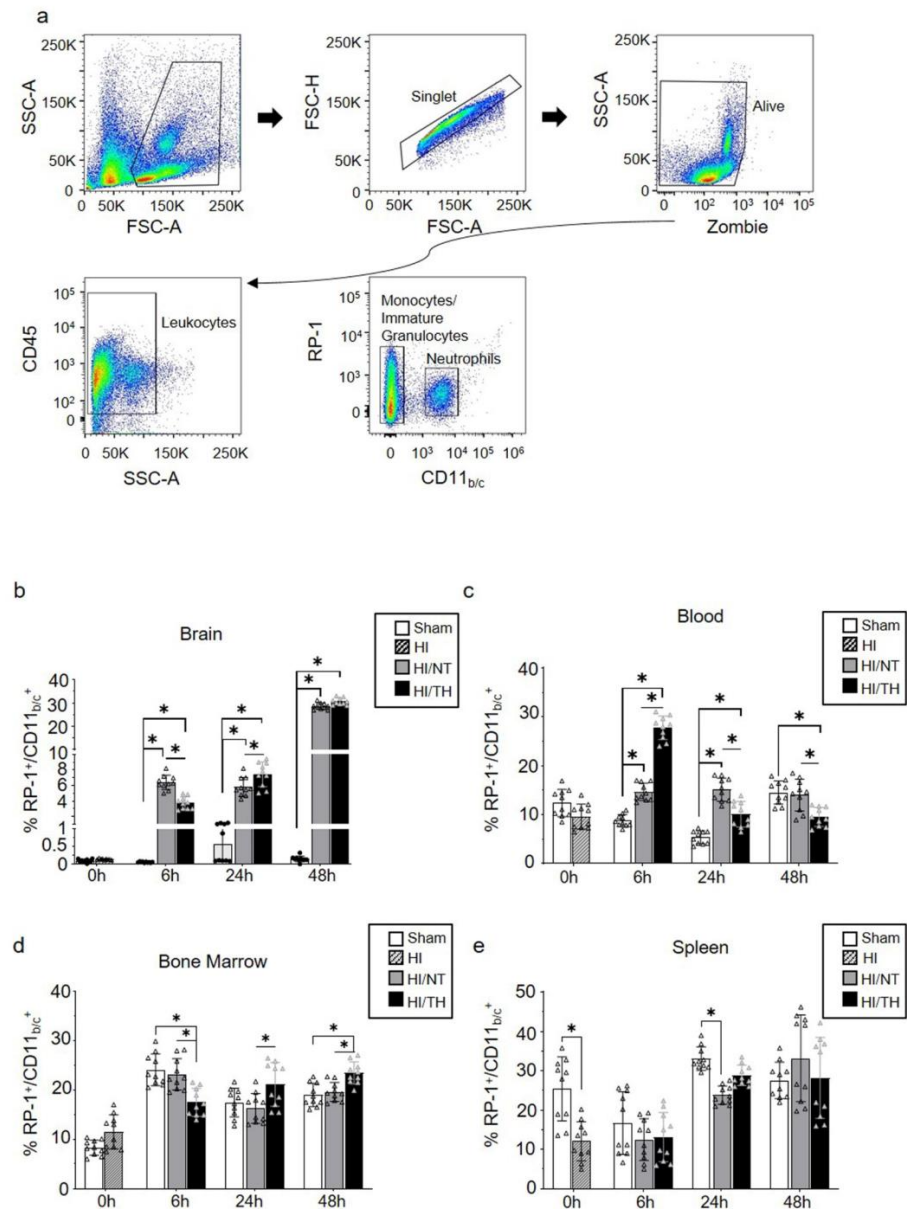 a
250K
200K
150K
100K
50K
0
SSC-A
0 50K 150K 250K
FSC-A
250K
200K
150K
100K
50K
0
FSC-H
Singlet
0 50K 150K 250K
FSC-A
250K
200K
150K
100K
50K
0
SSC-A
Alive
0 10² 10³ 10⁴ 10⁵
Zombie
10⁵
10⁴
10³
10²
0
CD45
Leukocytes
0 50K 150K 250K
SSC-A
10⁵
10⁴
10³
0
RP-1
Monocytes/
Immature
Granulocytes
Neutrophils
0 10³ 10⁴ 10⁵ 10⁶
CD11b/c
b
Brain
Sham
HI
HI/NT
HI/TH
% RP-1⁺/CD11b/c⁺
40
30
20
10
8
6
4
1
0.5
0
* * * * * * * *
0h 6h 24h 48h
c
Blood
Sham
HI
HI/NT
HI/TH
% RP-1⁺/CD11b/c⁺
40
30
20
10
0
* * * * * * * *
0h 6h 24h 48h
d
Bone Marrow
Sham
HI
HI/NT
HI/TH
% RP-1⁺/CD11b/c⁺
40
30
20
10
0
* * * * *
0h 6h 24h 48h
e
Spleen
Sham
HI
HI/NT
HI/TH
% RP-1⁺/CD11b/c⁺
50
40
30
20
10
0
* *
0h 6h 24h 48h